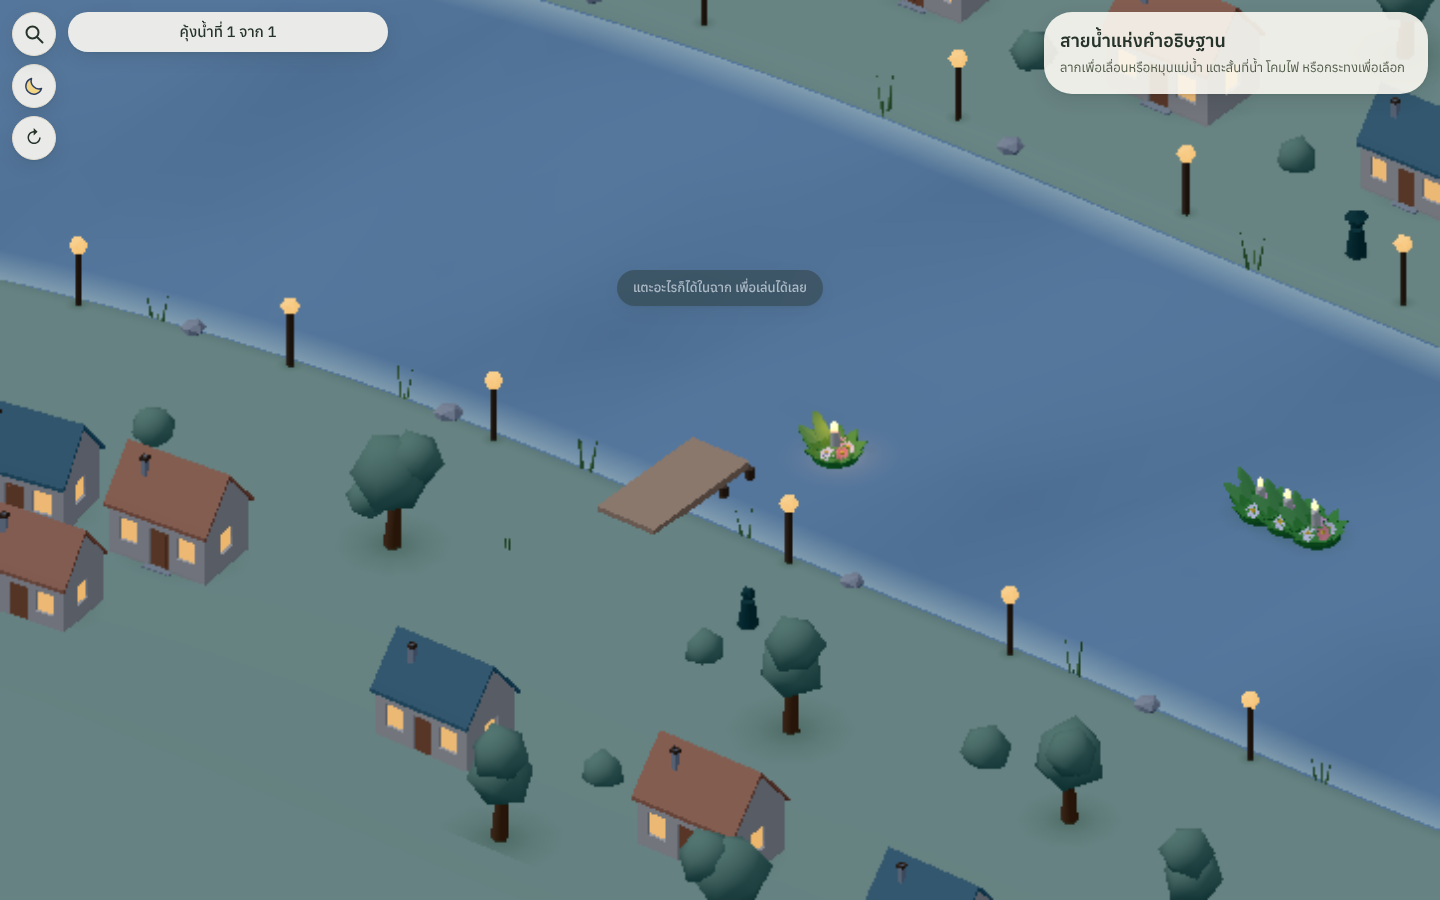 คุ้งน้ำที่ 1 จาก 1
สายน้ำแห่งคำอธิษฐาน
ลากเพื่อเลื่อนหรือหมุนแม่น้ำ แตะสั้นที่น้ำ โคมไฟ หรือกระทงเพื่อเลือก
แตะอะไรก็ได้ในฉาก เพื่อเล่นได้เลย